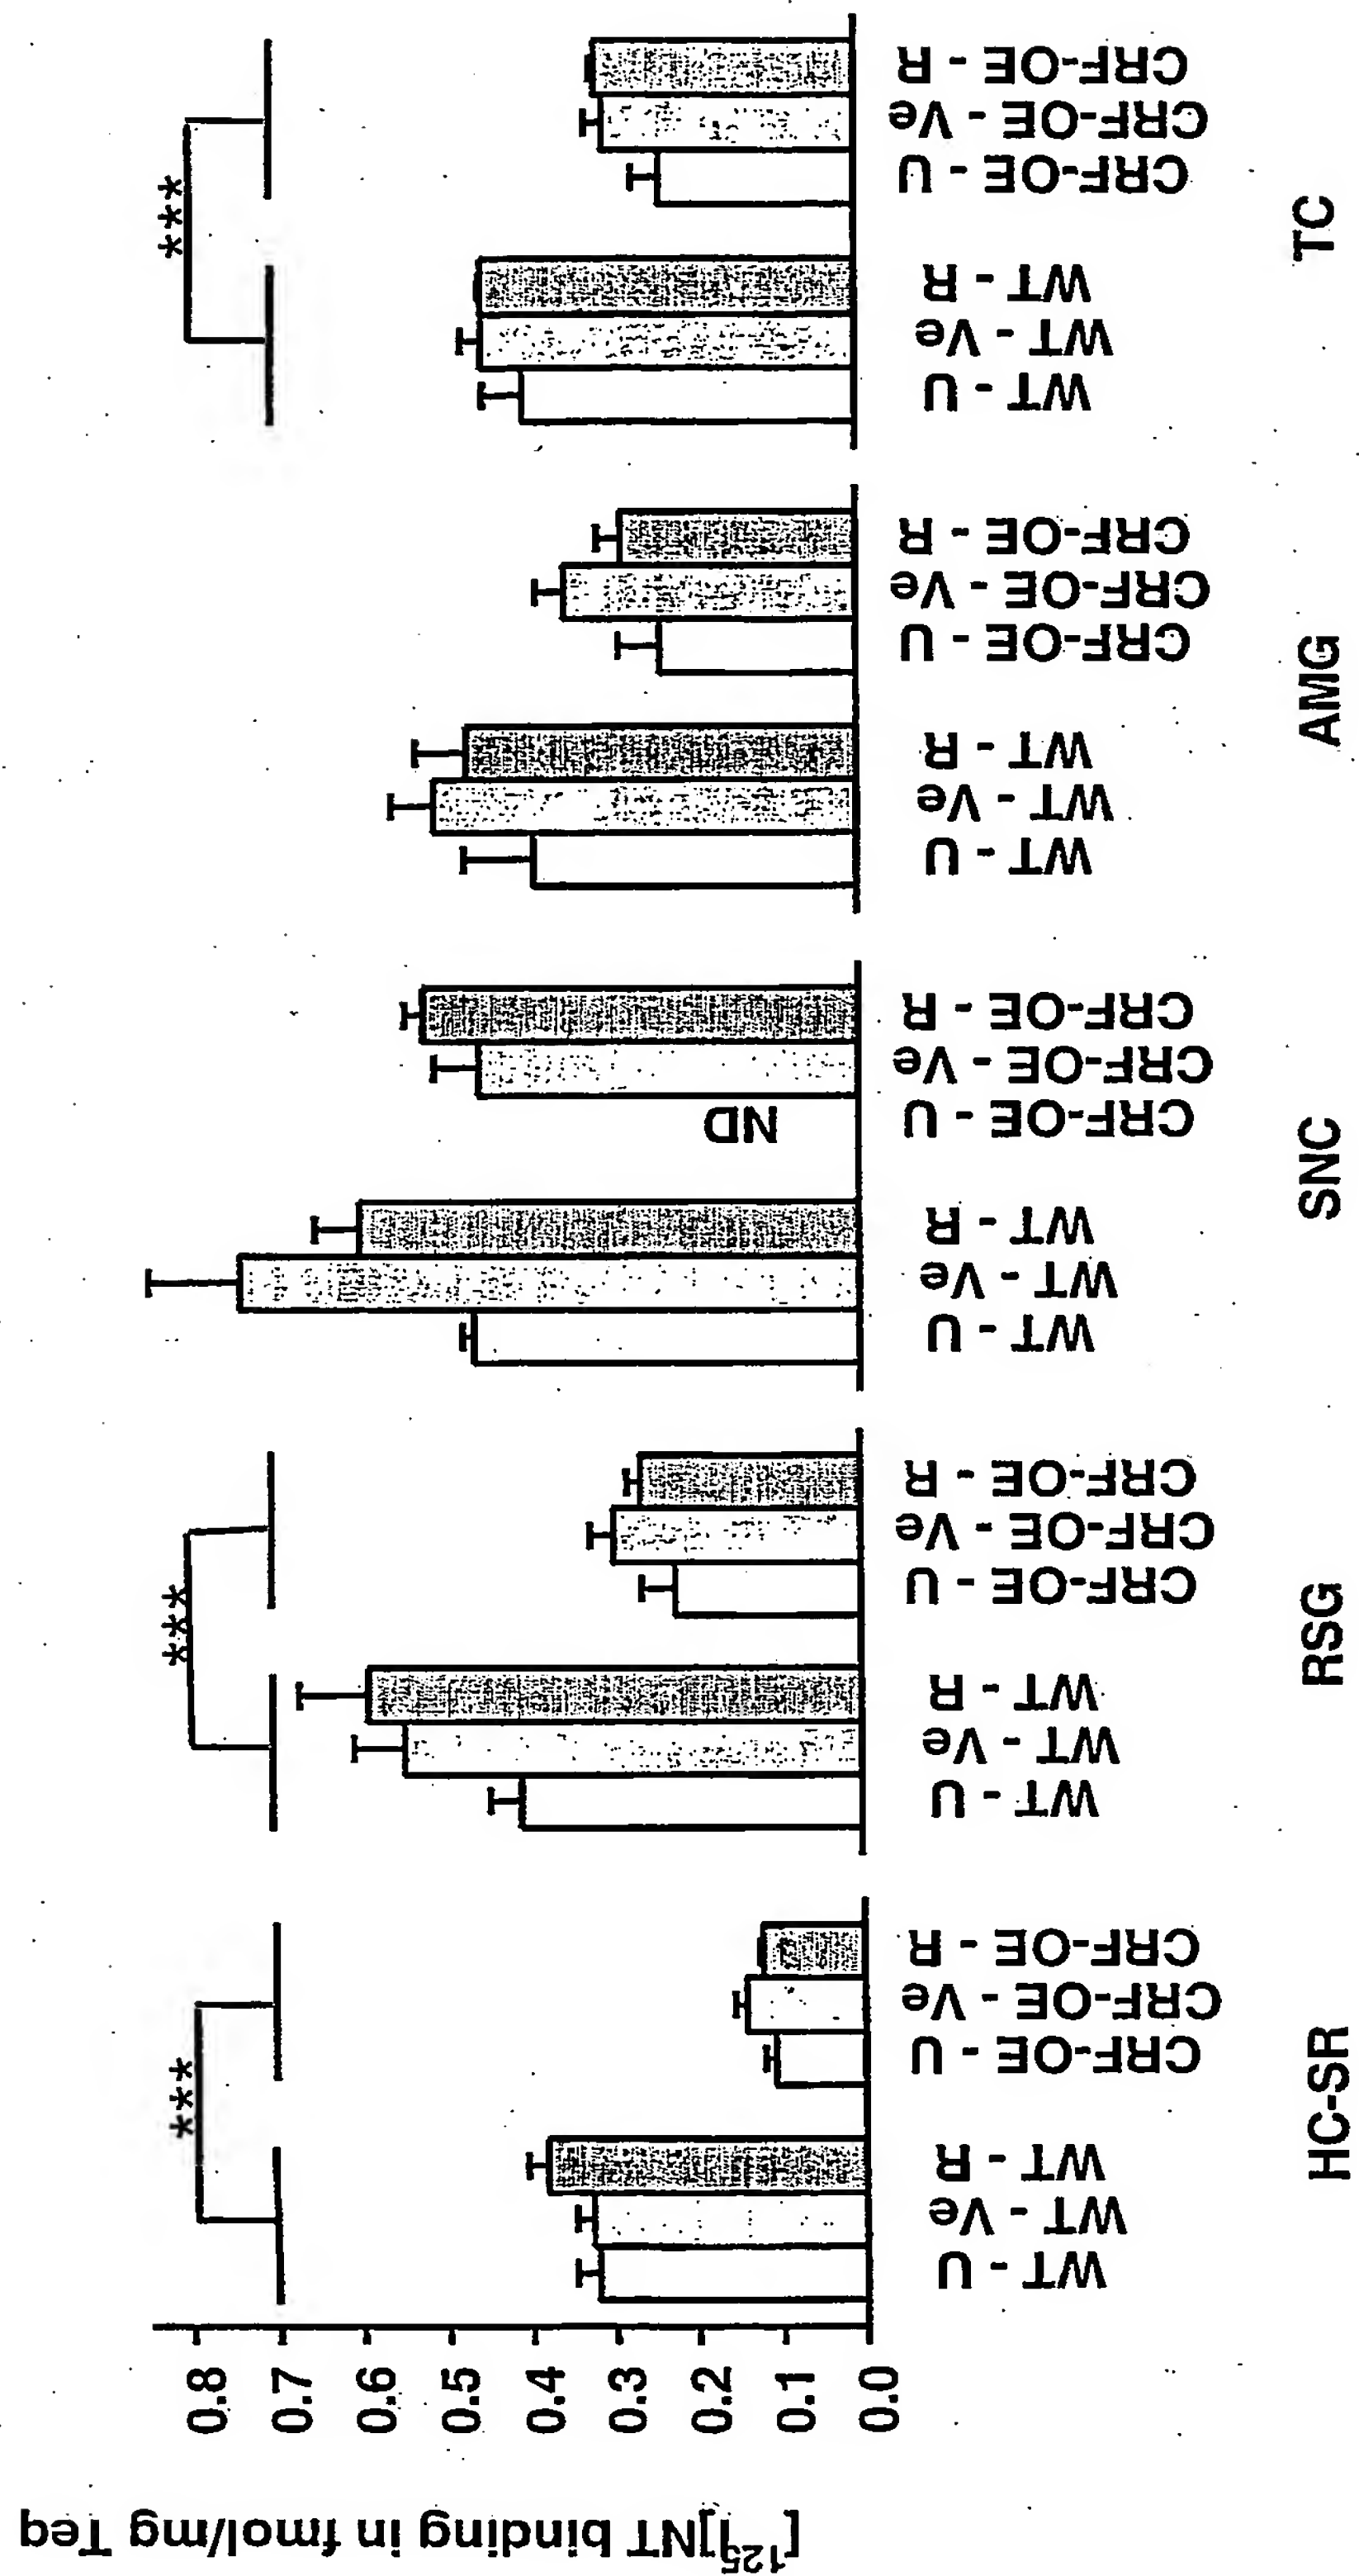 [125I]NT binding in fmol/mg Teq
0.8
0.7
0.6
0.5
0.4
0.3
0.2
0.1
0.0
***
WT - U
WT - Ve
WT - R
CRF-OE - U
CRF-OE - Ve
CRF-OE - R
HC-SR
***
WT - U
WT - Ve
WT - R
CRF-OE - U
CRF-OE - Ve
CRF-OE - R
RSG
WT - U
WT - Ve
WT - R
ND
CRF-OE - U
CRF-OE - Ve
CRF-OE - R
SNC
WT - U
WT - Ve
WT - R
CRF-OE - U
CRF-OE - Ve
CRF-OE - R
AMG
***
WT - U
WT - Ve
WT - R
CRF-OE - U
CRF-OE - Ve
CRF-OE - R
TC